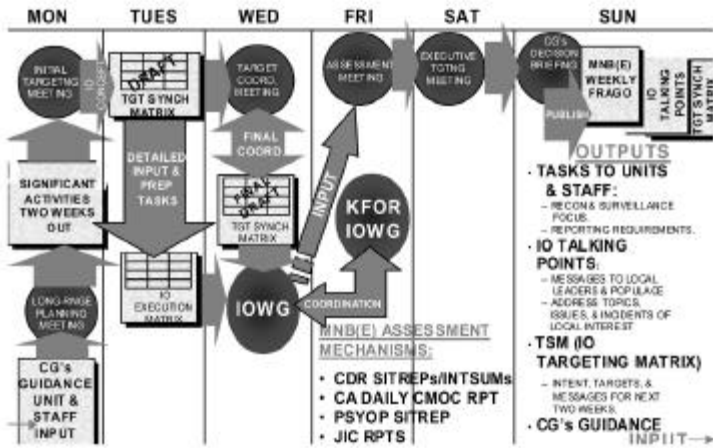 MON
TUES
WED
FRI
SAT
SUN
INITIAL
TARGETING
MEETING
IO
CONCEPT
DRAFT
TGT SYNCH
MATRIX
TARGET
COORD.
MEETING
ASSESSMENT
MEETING
EXECUTIVE
TGTNG
MEETING
CG's
DECISION
BRIEFING
PUBLISH
MNB(E)
WEEKLY
FRAGO
IO
TALKING
POINTS
TGT SYNCH
MATRIX
DETAILED
INPUT &
PREP
TASKS
FINAL
COORD.
SIGNIFICANT
ACTIVITIES
TWO WEEKS
OUT
FINAL
DRAFT
TGT SYNCH
MATRIX
INPUT
KFOR
IOWG
LONG-RNGE
PLANNING
MEETING
IO
EXECUTION
MATRIX
IOWG
COORDINATION
CG's
GUIDANCE
UNIT &
STAFF
INPUT
MNB(E) ASSESSMENT
MECHANISMS:
• CDR SITREPs/INTSUMs
• CA DAILY CMOC RPT
• PSYOP SITREP
• JIC RPTS
OUTPUTS
· TASKS TO UNITS
& STAFF:
– RECON & SURVEILLANCE
FOCUS.
– REPORTING REQUIREMENTS.
· IO TALKING
POINTS:
– MESSAGES TO LOCAL
LEADERS & POPULACE
– ADDRESS TOPICS,
ISSUES, & INCIDENTS OF
LOCAL INTEREST
· TSM (IO
TARGETING MATRIX)
– INTENT, TARGETS, &
MESSAGES FOR NEXT
TWO WEEKS.
· CG's GUIDANCE
INPUT